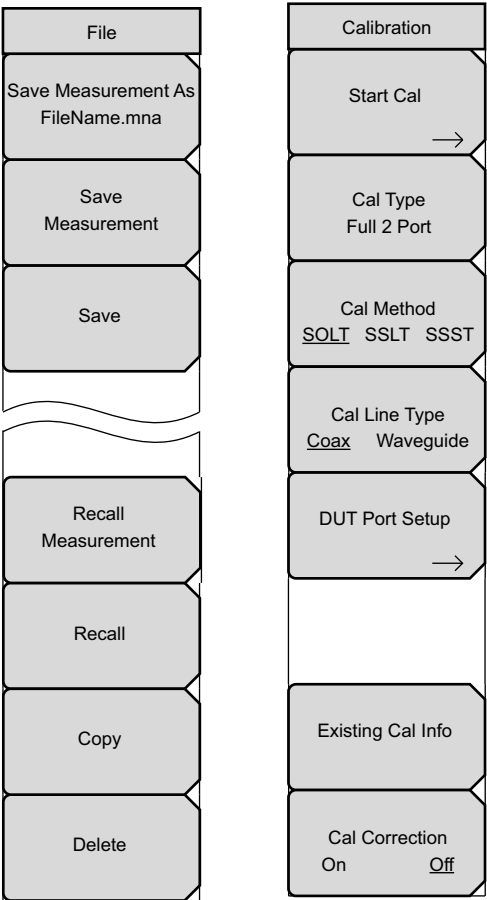 File
Save Measurement As
FileName.mna
Save
Measurement
Save
Recall
Measurement
Recall
Copy
Delete
Calibration
Start Cal
Cal Type
Full 2 Port
Cal Method
SOLT SSLT SSST
Cal Line Type
Coax Waveguide
DUT Port Setup
Existing Cal Info
Cal Correction
On Off